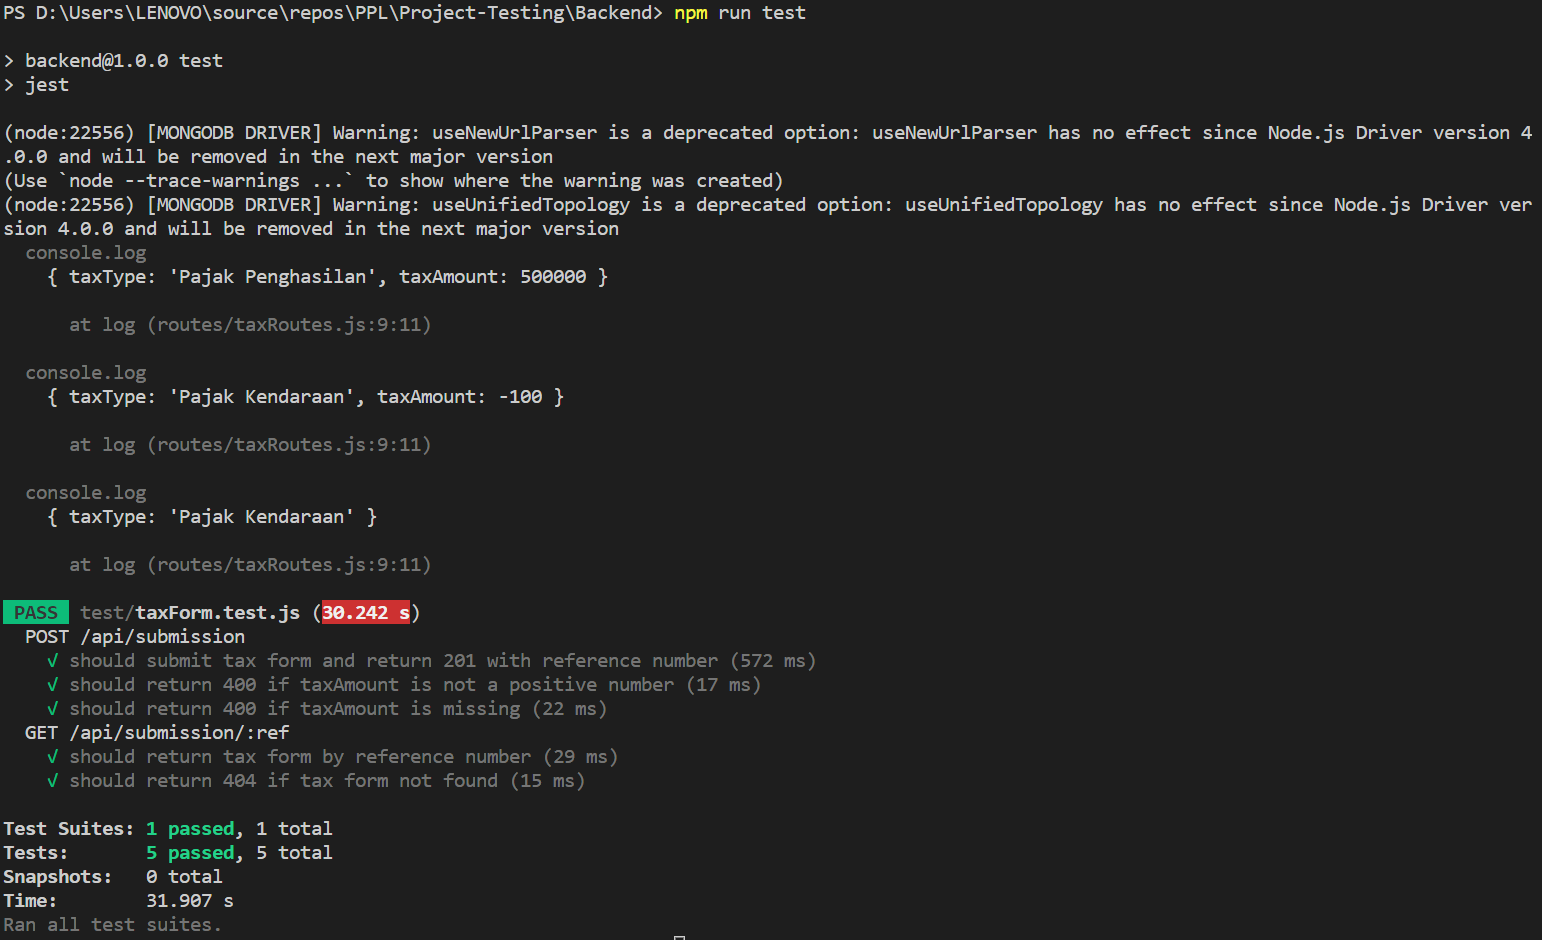 PS D:\Users\LENOVO\source\repos\PPL\Project-Testing\Backend> npm run test
> backend@1.0.0 test
> jest
(node:22556) [MONGODB DRIVER] Warning: useNewUrlParser is a deprecated option: useNewUrlParser has no effect since Node.js Driver version 4
.0.0 and will be removed in the next major version
(Use `node --trace-warnings ...` to show where the warning was created)
(node:22556) [MONGODB DRIVER] Warning: useUnifiedTopology is a deprecated option: useUnifiedTopology has no effect since Node.js Driver ver
sion 4.0.0 and will be removed in the next major version
console.log
{ taxType: 'Pajak Penghasilan', taxAmount: 500000 }
at log (routes/taxRoutes.js:9:11)
console.log
{ taxType: 'Pajak Kendaraan', taxAmount: -100 }
at log (routes/taxRoutes.js:9:11)
console.log
{ taxType: 'Pajak Kendaraan' }
at log (routes/taxRoutes.js:9:11)
PASS test/taxForm.test.js (30.242 s)
POST /api/submission
√ should submit tax form and return 201 with reference number (572 ms)
√ should return 400 if taxAmount is not a positive number (17 ms)
√ should return 400 if taxAmount is missing (22 ms)
GET /api/submission/:ref
√ should return tax form by reference number (29 ms)
√ should return 404 if tax form not found (15 ms)
Test Suites: 1 passed, 1 total
Tests: 5 passed, 5 total
Snapshots: 0 total
Time: 31.907 s
Ran all test suites.